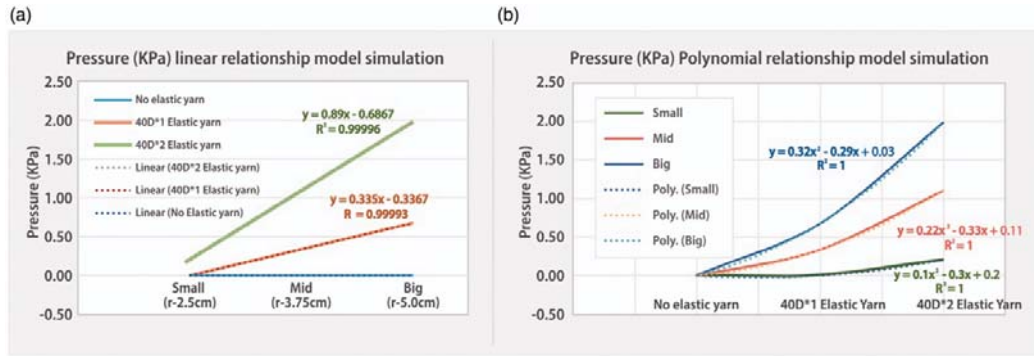 (a)
Pressure (KPa) linear relationship model simulation
Pressure (KPa)
2.50
2.00
1.50
1.00
0.50
0.00
-0.50
No elastic yarn
40D*1 Elastic yarn
40D*2 Elastic yarn
Linear (40D*2 Elastic yarn)
Linear (40D*1 Elastic yarn)
Linear (No Elastic yarn)
y = 0.89x - 0.6867
R² = 0.99996
y = 0.335x - 0.3367
R = 0.99993
Small
(r-2.5cm)
Mid
(r-3.75cm)
Big
(r-5.0cm)
(b)
Pressure (KPa) Polynomial relationship model simulation
Pressure (KPa)
2.50
2.00
1.50
1.00
0.50
0.00
-0.50
Small
Mid
Big
Poly. (Small)
Poly. (Mid)
Poly. (Big)
y = 0.32x² - 0.29x + 0.03
R² = 1
y = 0.22x² - 0.33x + 0.11
R² = 1
y = 0.1x² - 0.3x + 0.2
R² = 1
No elastic yarn
40D*1 Elastic Yarn
40D*2 Elastic Yarn